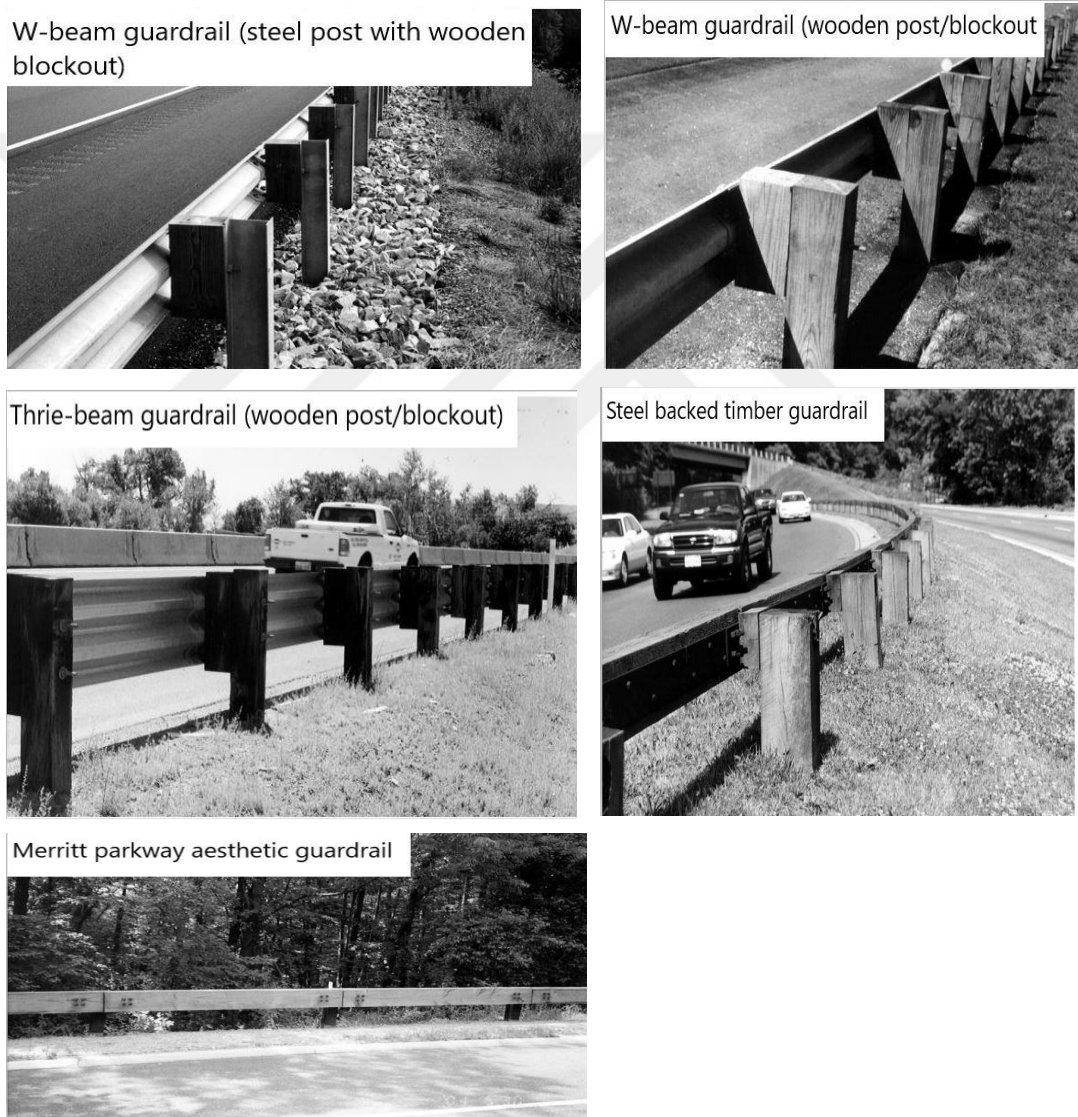 W-beam guardrail (steel post with wooden
blockout)
W-beam guardrail (wooden post/blockout
Thrie-beam guardrail (wooden post/blockout)
Steel backed timber guardrail
Merritt parkway aesthetic guardrail